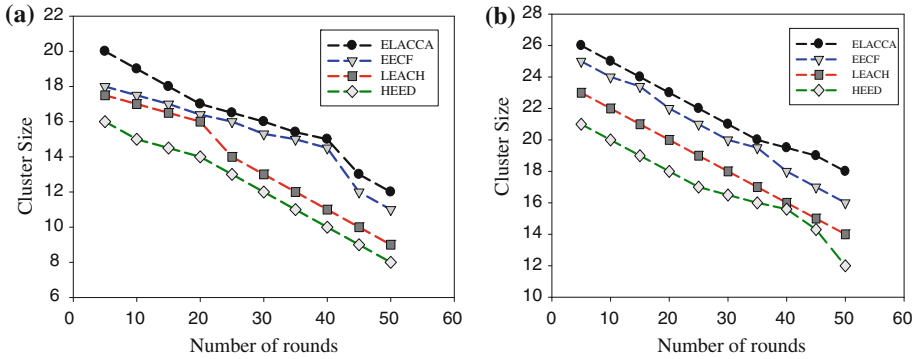 (a)
22
20
18
16
14
12
10
8
6
Cluster Size
0 10 20 30 40 50 60
Number of rounds
ELACCA
EECF
LEACH
HEED
(b)
28
26
24
22
20
18
16
14
12
10
Cluster Size
0 10 20 30 40 50 60
Number of rounds
ELACCA
EECF
LEACH
HEED